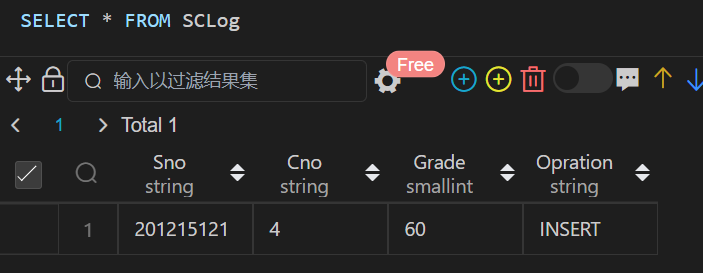 SELECT * FROM SCLog
输入以过滤结果集
Free
1
Total 1
Sno Cno Grade Opration
string string smallint string
1 201215121 4 60 INSERT